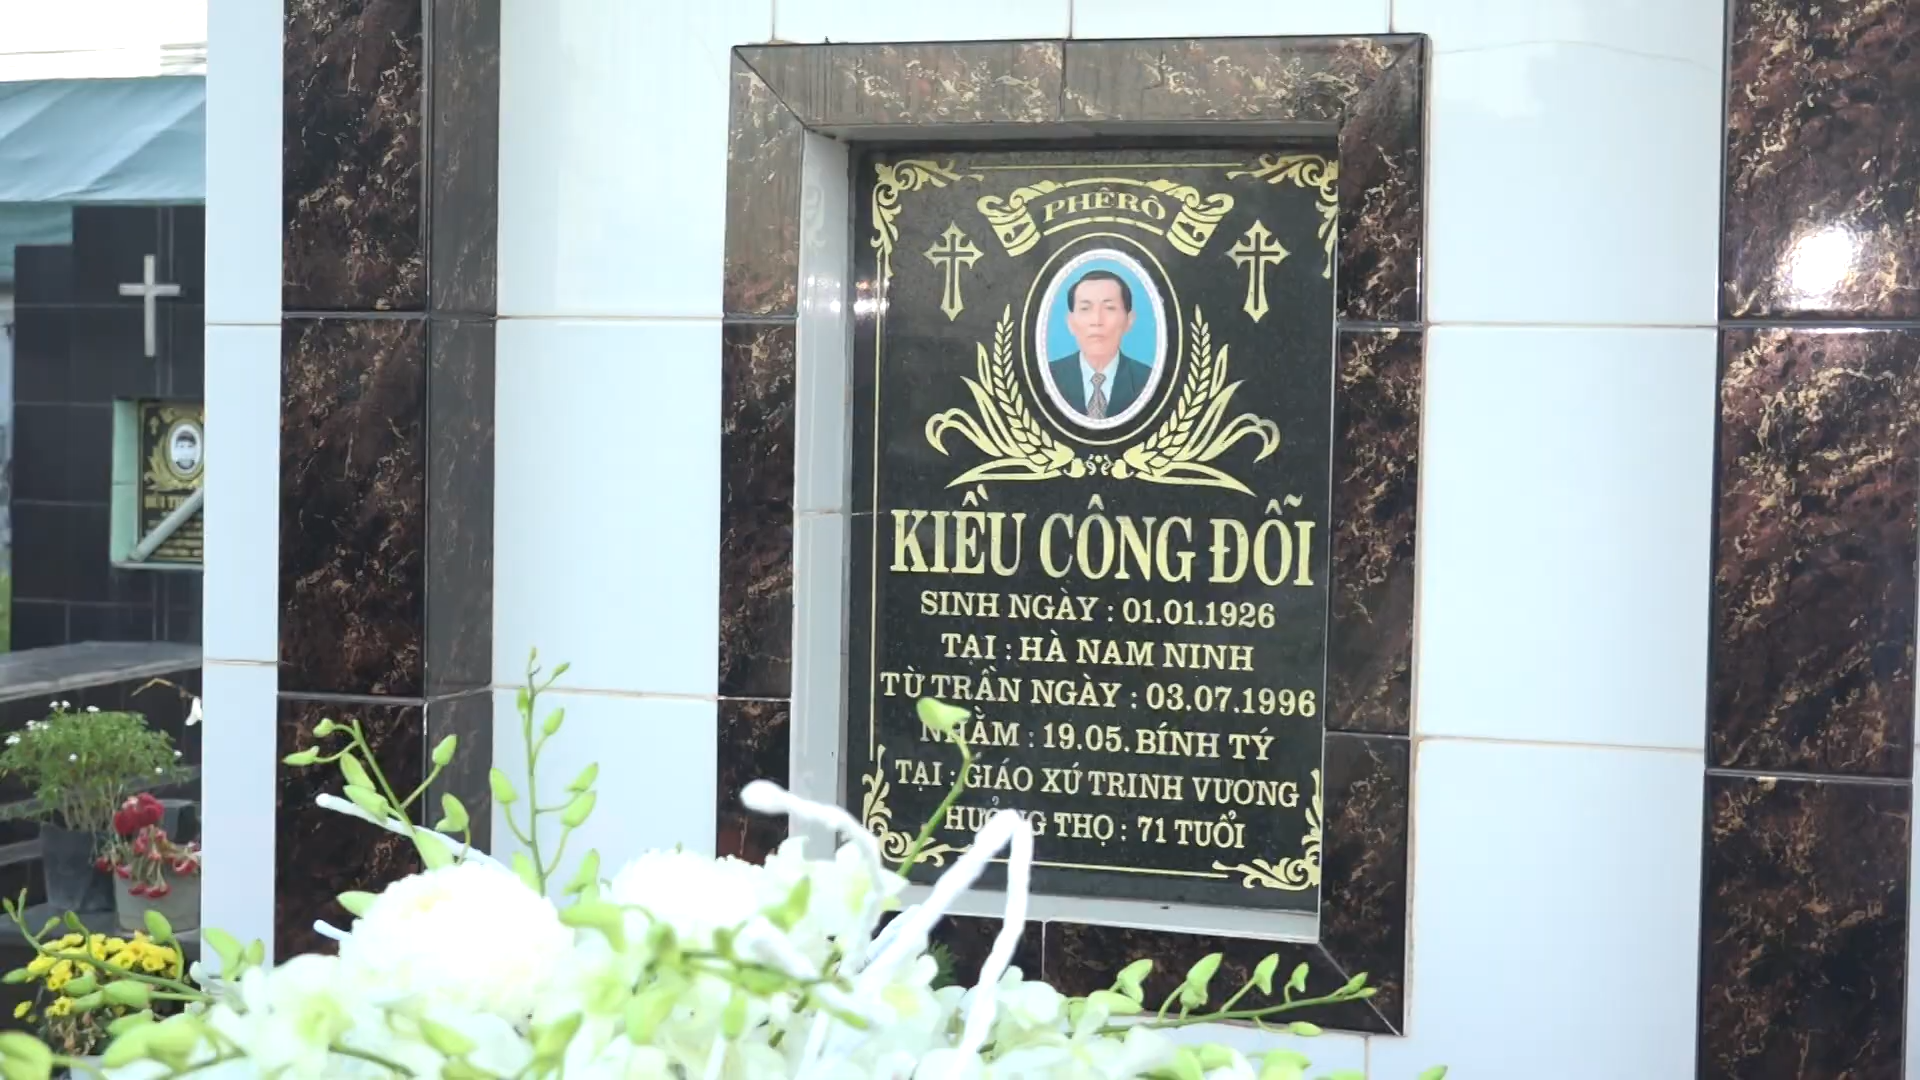 PHÊRÔ
KIỀU CÔNG ĐỖI
SINH NGÀY : 01.01.1926
TẠI : HÀ NAM NINH
TỪ TRẦN NGÀY : 03.07.1996
NHẰM : 19.05. BÍNH TÝ
TẠI : GIÁO XỨ TRINH VƯƠNG
HƯỞNG THỌ : 71 TUỔI